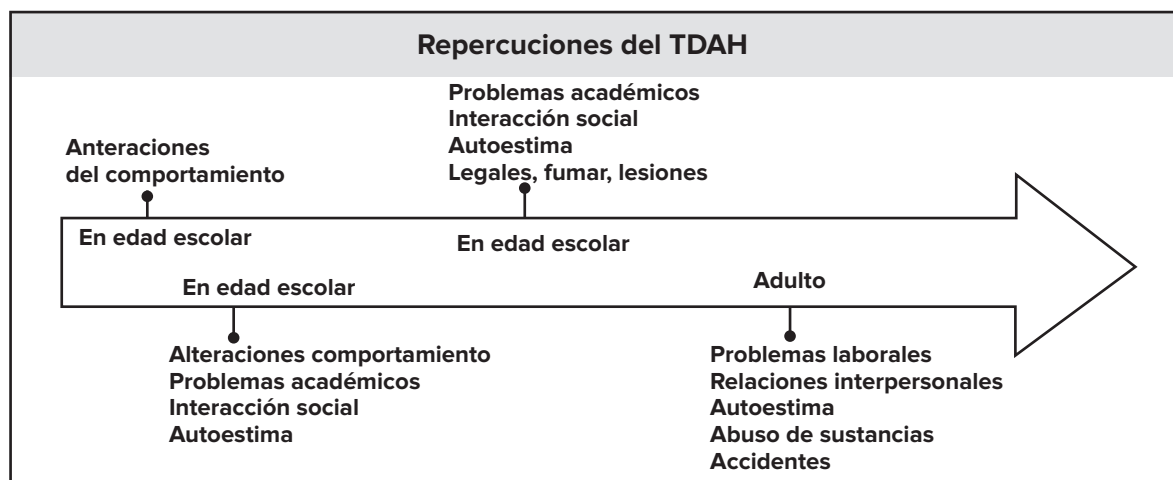 Repercuciones del TDAH
Anteraciones
del comportamiento
En edad escolar
En edad escolar
Alteraciones comportamiento
Problemas académicos
Interacción social
Autoestima
Problemas académicos
Interacción social
Autoestima
Legales, fumar, lesiones
En edad escolar
Adulto
Problemas laborales
Relaciones interpersonales
Autoestima
Abuso de sustancias
Accidentes